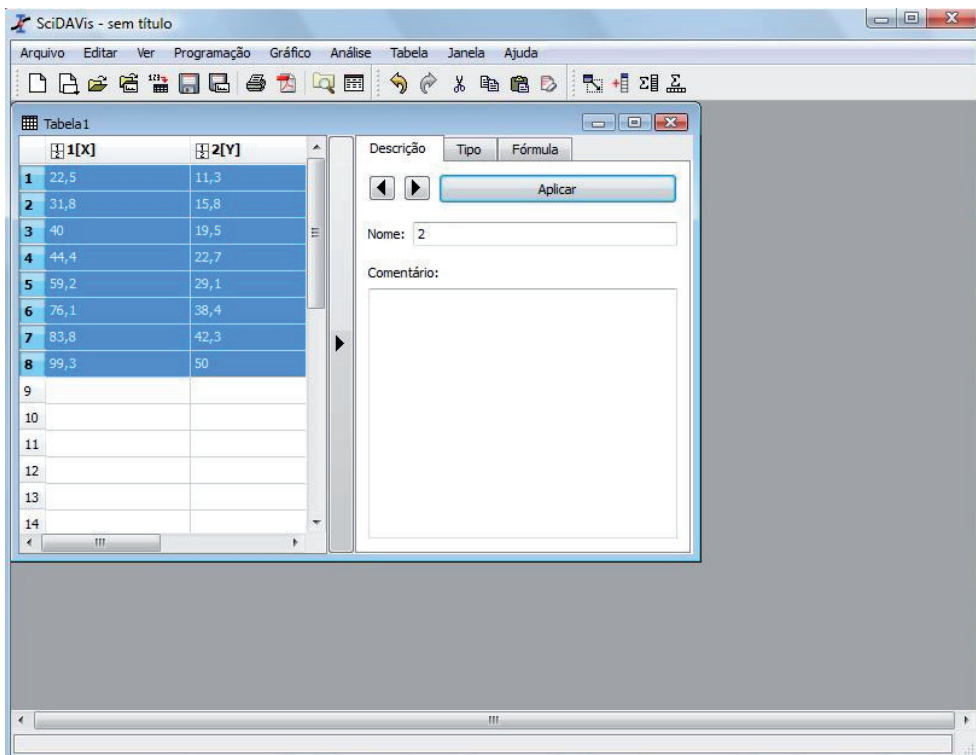 SciDAVis - sem título
Arquivo Editar Ver Programação Gráfico Análise Tabela Janela Ajuda
Tabela1
1[X] 2[Y]
1 22,5 11,3
2 31,8 15,8
3 40 19,5
4 44,4 22,7
5 59,2 29,1
6 76,1 38,4
7 83,8 42,3
8 99,3 50
9
10
11
12
13
14
Descrição Tipo Fórmula
Aplicar
Nome: 2
Comentário: